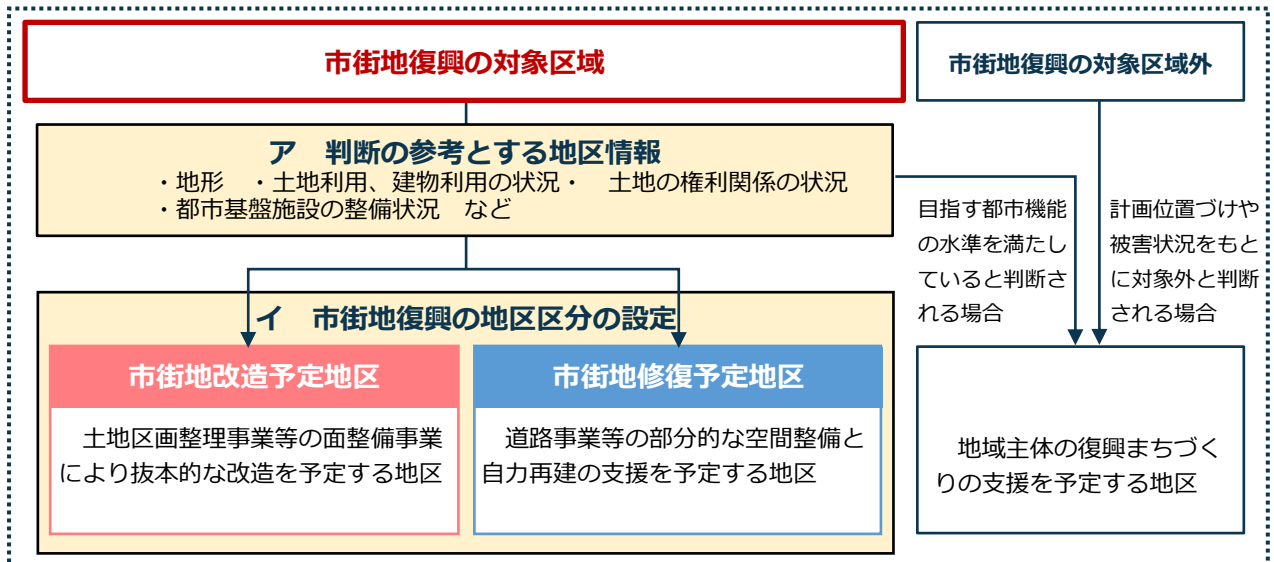 市街地復興の対象区域
市街地復興の対象区域外
ア　判断の参考とする地区情報
・地形　・土地利用、建物利用の状況・　土地の権利関係の状況
・都市基盤施設の整備状況　など
目指す都市機能
の水準を満たし
ていると判断さ
れる場合
計画位置づけや
被害状況をもと
に対象外と判断
される場合
イ　市街地復興の地区区分の設定
市街地改造予定地区
土地区画整理事業等の面整備事業
により抜本的な改造を予定する地区
市街地修復予定地区
道路事業等の部分的な空間整備と
自力再建の支援を予定する地区
地域主体の復興まちづく
りの支援を予定する地区